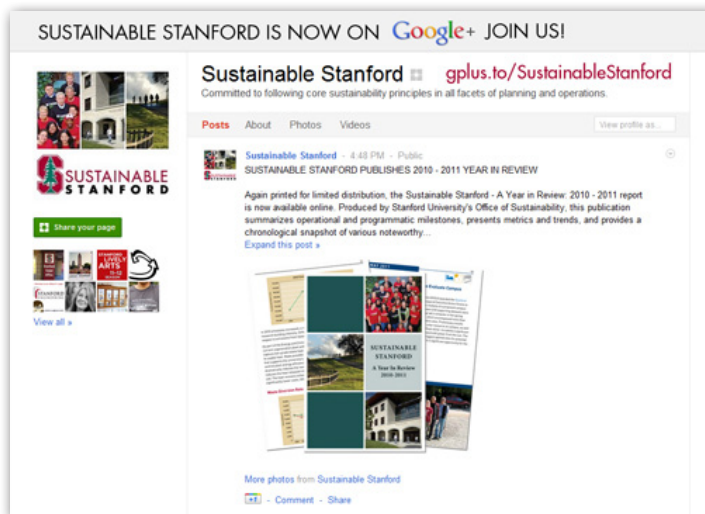 SUSTAINABLE STANFORD IS NOW ON Google+ JOIN US!
Sustainable Stanford
gplus.to/SustainableStanford
Committed to following core sustainability principles in all facets of planning and operations.
Posts About Photos Videos
View profile as...
SUSTAINABLE
STANFORD
Share your page
STANFORD
LIVELY
ARTS
11-12
STANFORD
View all »
Sustainable Stanford - 4:48 PM - Public
SUSTAINABLE STANFORD PUBLISHES 2010 - 2011 YEAR IN REVIEW
Again printed for limited distribution, the Sustainable Stanford - A Year in Review: 2010 - 2011 report
is now available online. Produced by Stanford University's Office of Sustainability, this publication
summarizes operational and programmatic milestones, presents metrics and trends, and provides a
chronological snapshot of various noteworthy...
Expand this post »
SUSTAINABLE
STANFORD
A Year In Review
2010-2011
More photos from Sustainable Stanford
+1 - Comment - Share